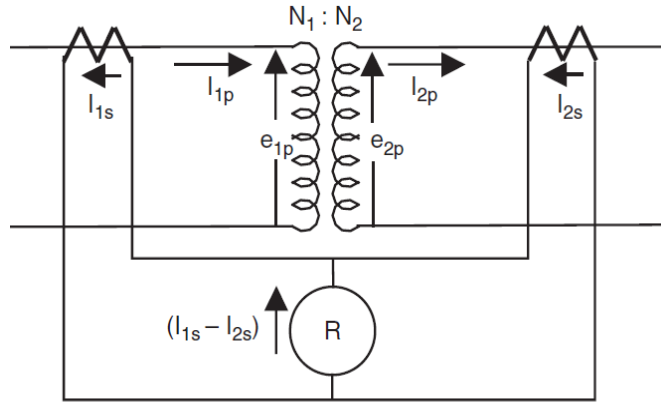 N₁ : N₂
I₁ₛ
I₁ₚ
e₁ₚ
e₂ₚ
I₂ₚ
I₂ₛ
(I₁ₛ – I₂ₛ)
R